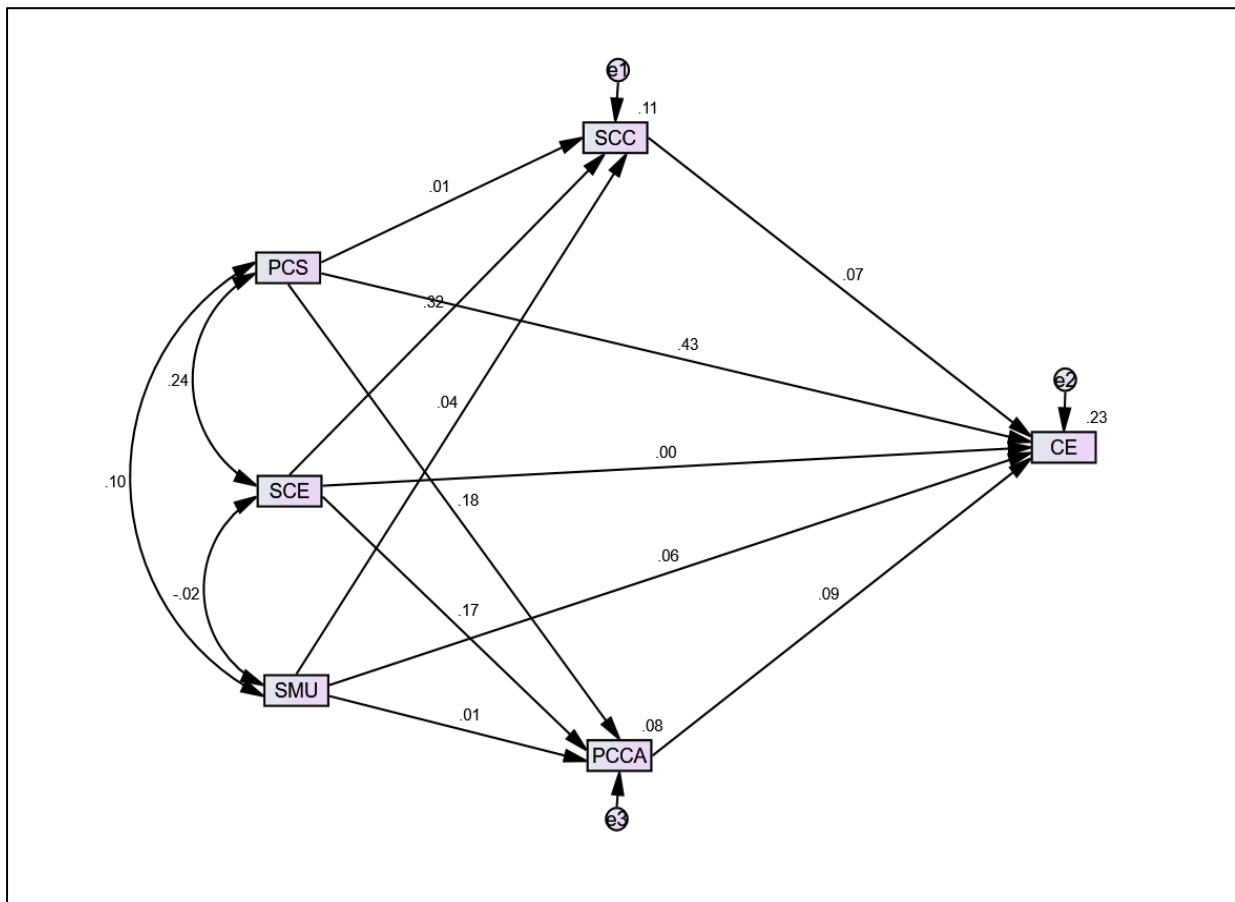 e1
.11
SCC
.01
PCS
.07
.32
.43
.24
e2
.04
.23
CE
.00
.10
SCE
.18
.06
-.02
.09
.17
SMU
.01
.08
PCCA
e3